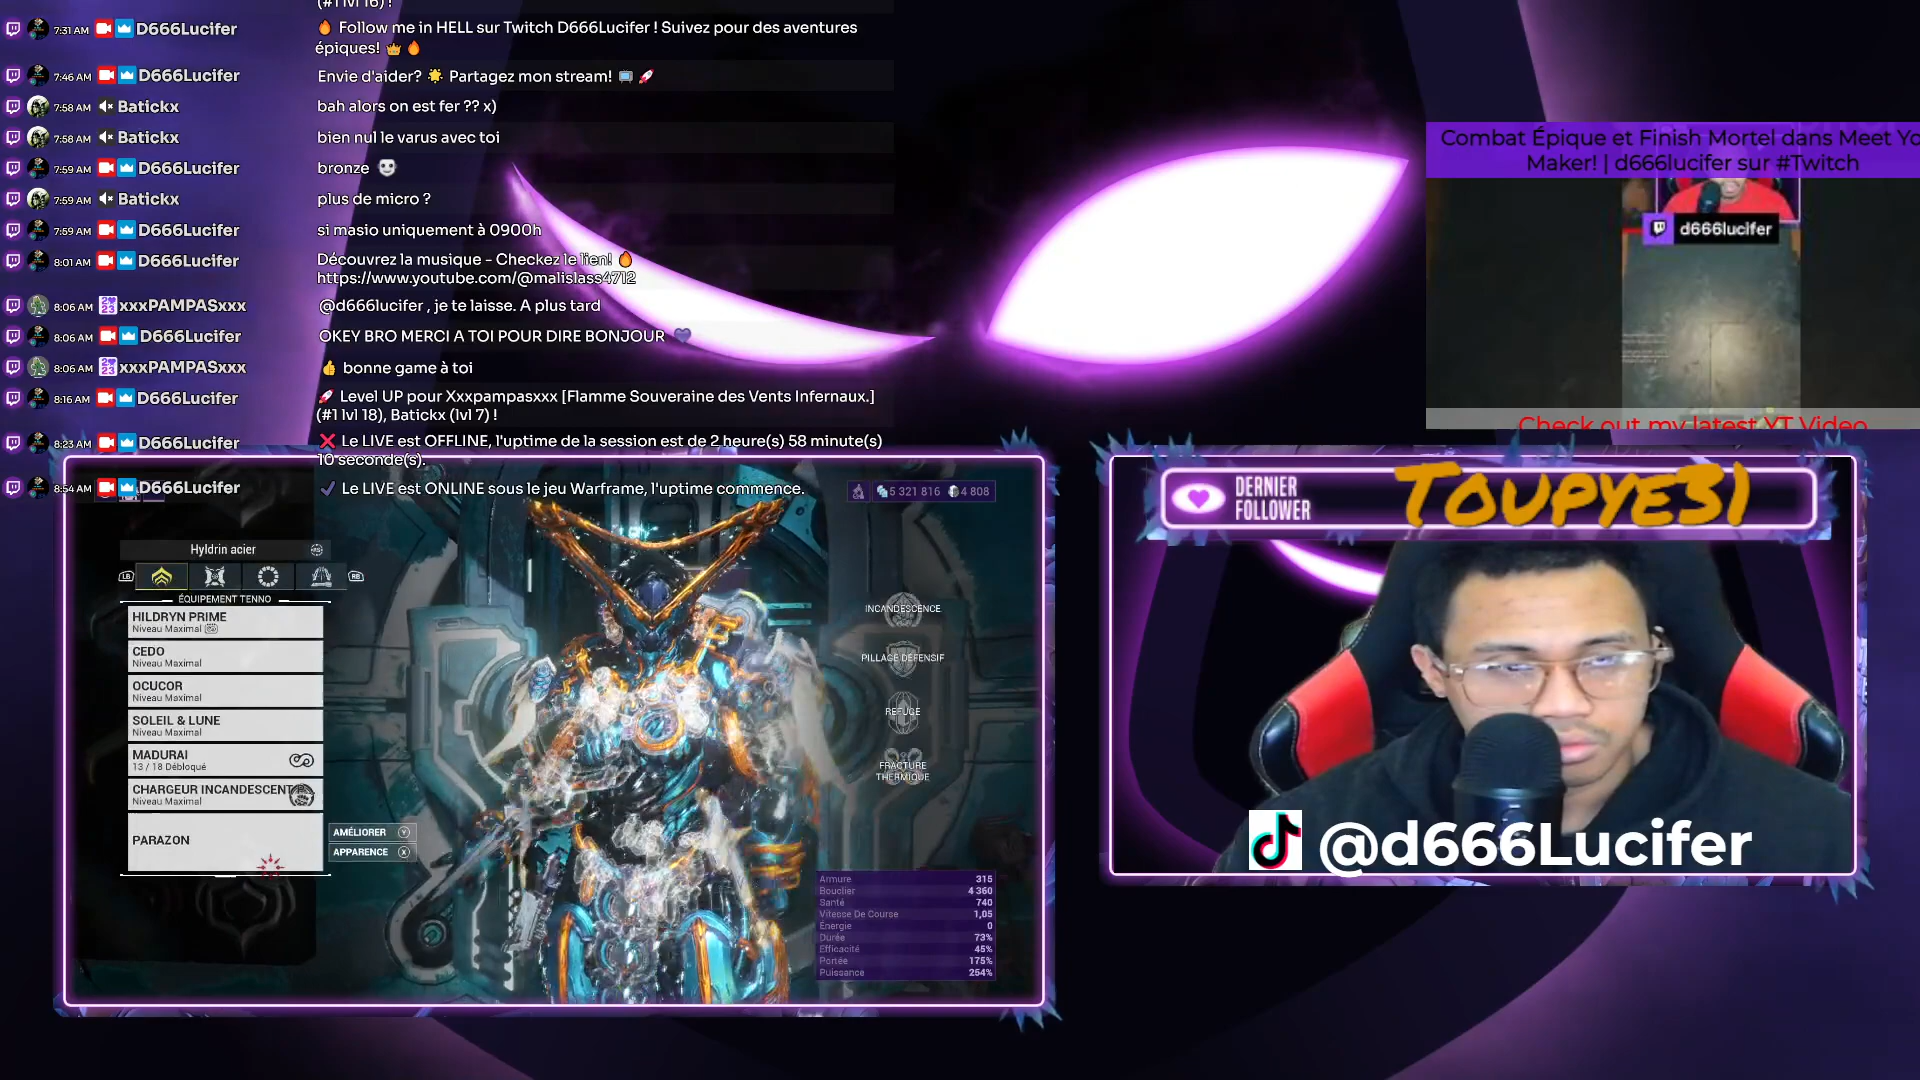 (#1 lvl 16) !
7:31 AM D666Lucifer Follow me in HELL sur Twitch D666Lucifer ! Suivez pour des aventures
épiques!
7:46 AM D666Lucifer Envie d'aider? Partagez mon stream!
7:58 AM Batickx bah alors on est fer ?? x)
7:58 AM Batickx bien nul le varus avec toi
7:59 AM D666Lucifer bronze
7:59 AM Batickx plus de micro ?
7:59 AM D666Lucifer si masio uniquement à 0900h
8:01 AM D666Lucifer Découvrez la musique - Checkez le lien!
https://www.youtube.com/@malislass4712
8:06 AM xxxPAMPASxxx @d666lucifer , je te laisse. A plus tard
8:06 AM D666Lucifer OKEY BRO MERCI A TOI POUR DIRE BONJOUR
8:06 AM xxxPAMPASxxx bonne game à toi
8:16 AM D666Lucifer Level UP pour Xxxpampasxxx [Flamme Souveraine des Vents Infernaux.]
(#1 lvl 18), Batickx (lvl 7) !
8:23 AM D666Lucifer Le LIVE est OFFLINE, l'uptime de la session est de 2 heure(s) 58 minute(s)
10 seconde(s).
8:54 AM D666Lucifer Le LIVE est ONLINE sous le jeu Warframe, l'uptime commence.
Combat Épique et Finish Mortel dans Meet Yo
Maker! | d666lucifer sur #Twitch
d666lucifer
Check out my latest YT Video
5 321 816 4 808
Hyldrin acier
LB RB
ÉQUIPEMENT TENNO
HILDRYN PRIME
Niveau Maximal
CEDO
Niveau Maximal
OCUCOR
Niveau Maximal
SOLEIL & LUNE
Niveau Maximal
MADURAI
13 / 18 Débloqué
CHARGEUR INCANDESCENT
Niveau Maximal
PARAZON
AMÉLIORER Y
APPARENCE X
INCANDESCENCE
PILLAGE DÉFENSIF
REFUGE
FRACTURE
THERMIQUE
Armure 315
Bouclier 4 360
Santé 740
Vitesse De Course 1,05
Énergie 0
Durée 73%
Efficacité 45%
Portée 175%
Puissance 254%
DERNIER
FOLLOWER
TOUPYE31
@d666Lucifer